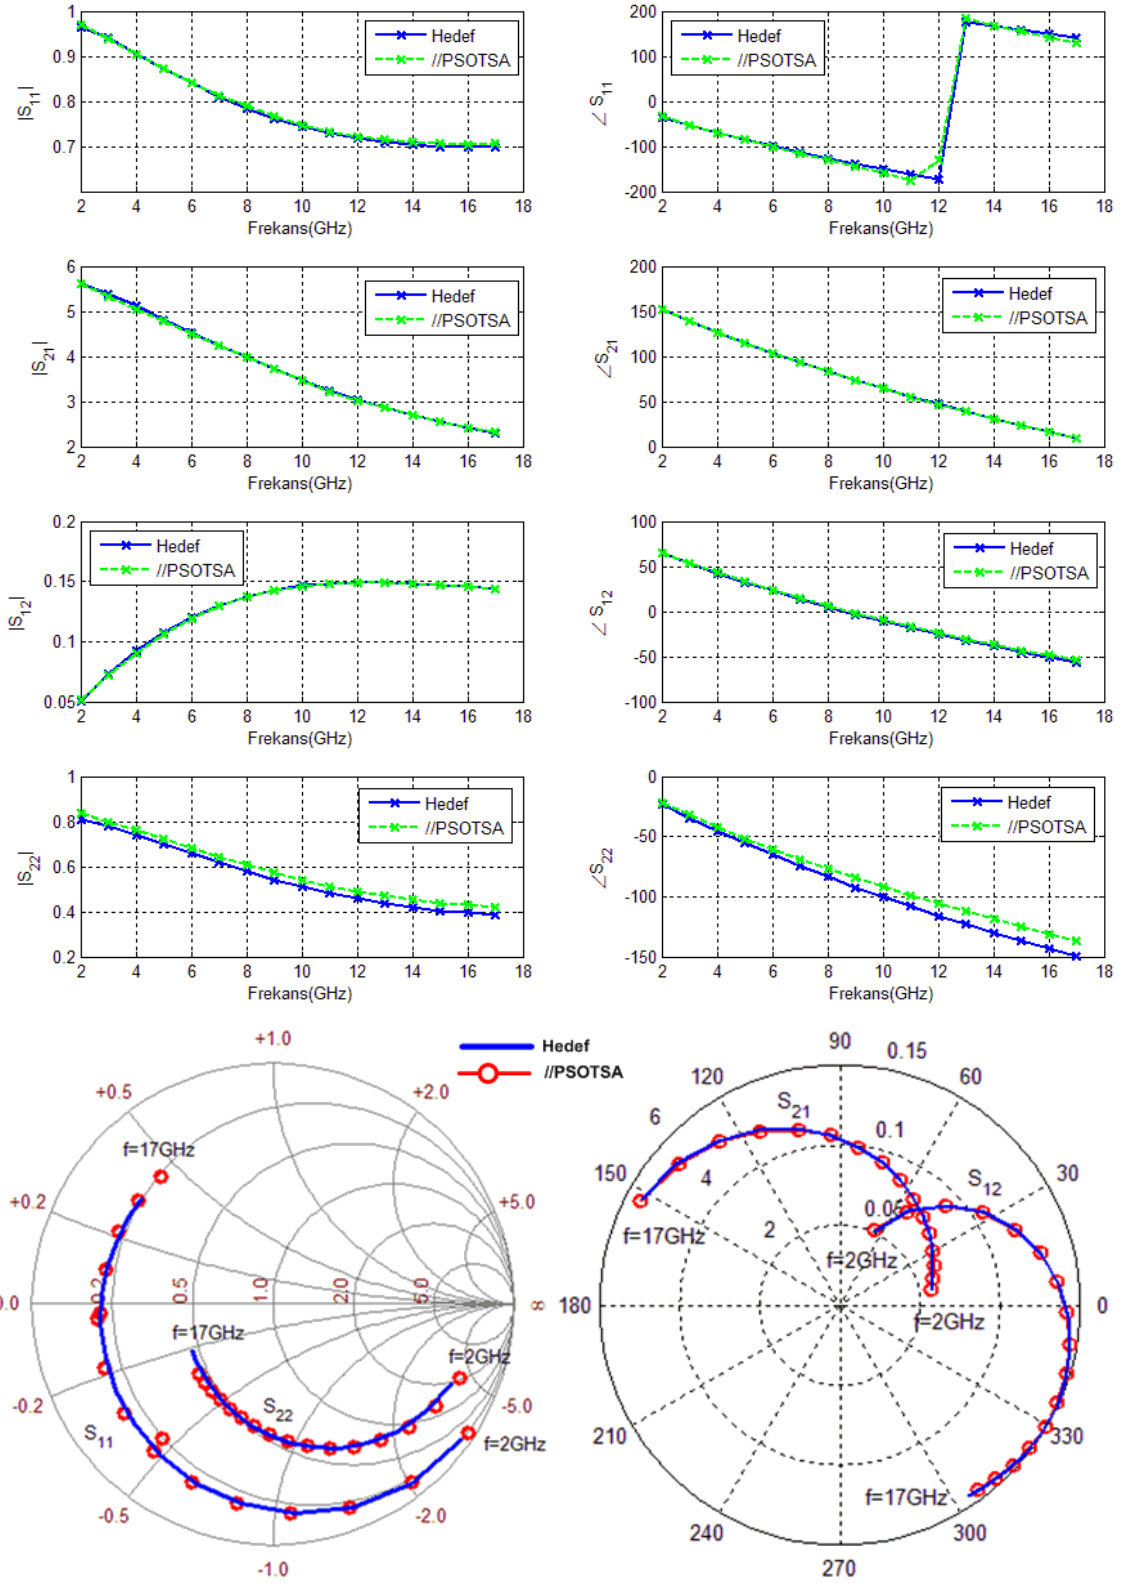 1
0.9
0.8
0.7
2 4 6 8 10 12 14 16 18
|S11|
Frekans(GHz)
Hedef
//PSOTSA
200
100
0
-100
-200
2 4 6 8 10 12 14 16 18
∠ S11
Frekans(GHz)
Hedef
//PSOTSA
6
5
4
3
2
2 4 6 8 10 12 14 16 18
|S21|
Frekans(GHz)
Hedef
//PSOTSA
200
150
100
50
0
2 4 6 8 10 12 14 16 18
∠S21
Frekans(GHz)
Hedef
//PSOTSA
0.2
0.15
0.1
0.05
2 4 6 8 10 12 14 16 18
|S12|
Frekans(GHz)
Hedef
//PSOTSA
100
50
0
-50
-100
2 4 6 8 10 12 14 16 18
∠ S12
Frekans(GHz)
Hedef
//PSOTSA
1
0.8
0.6
0.4
0.2
2 4 6 8 10 12 14 16 18
|S22|
Frekans(GHz)
Hedef
//PSOTSA
0
-50
-100
-150
2 4 6 8 10 12 14 16 18
∠S22
Frekans(GHz)
Hedef
//PSOTSA
Hedef
//PSOTSA
+1.0
+0.5
+2.0
f=17GHz
+0.2
+5.0
0.0
0.2
0.5
1.0
2.0
5.0
∞
f=17GHz
f=2GHz
-0.2
-5.0
S22
S11
f=2GHz
-0.5
-2.0
-1.0
90
0.15
120
60
6
S21
0.1
150
4
S12
30
0.05
f=17GHz
2
f=2GHz
180
0
f=2GHz
210
330
f=17GHz
240
300
270